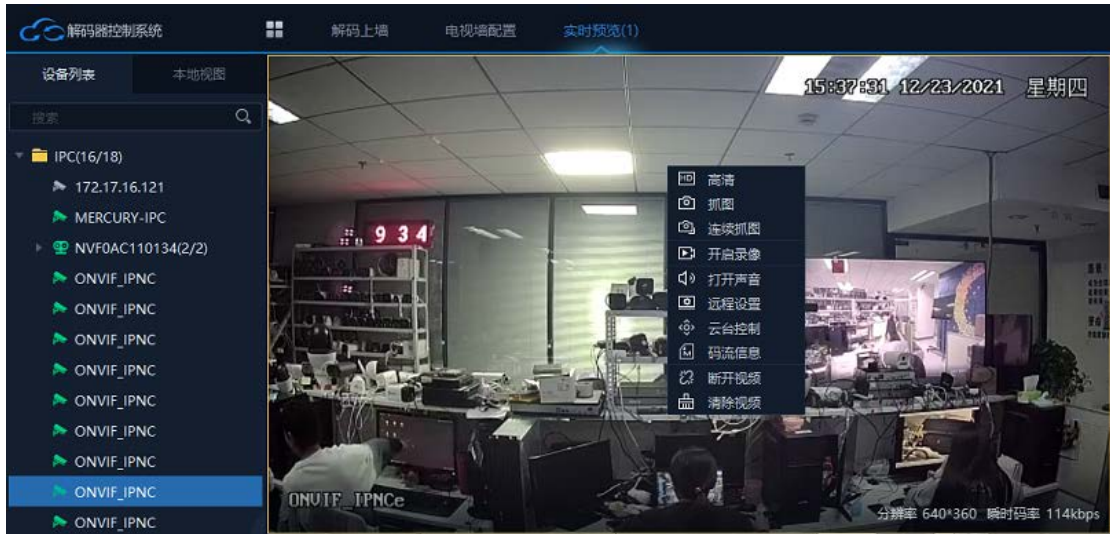 解码器控制系统
解码上墙
电视墙配置
实时预览(1)
设备列表
本地视图
搜索
IPC(16/18)
172.17.16.121
MERCURY-IPC
NVF0AC110134(2/2)
ONVIF_IPNC
ONVIF_IPNC
ONVIF_IPNC
ONVIF_IPNC
ONVIF_IPNC
ONVIF_IPNC
ONVIF_IPNC
ONVIF_IPNC
ONVIF_IPNC
15:37:31 12/23/2021 星期四
934
HD 高清
抓图
连续抓图
开启录像
打开声音
远程设置
云台控制
码流信息
断开视频
清除视频
ONVIF_IPNCe
分辨率 640*360 瞬时码率 114kbps